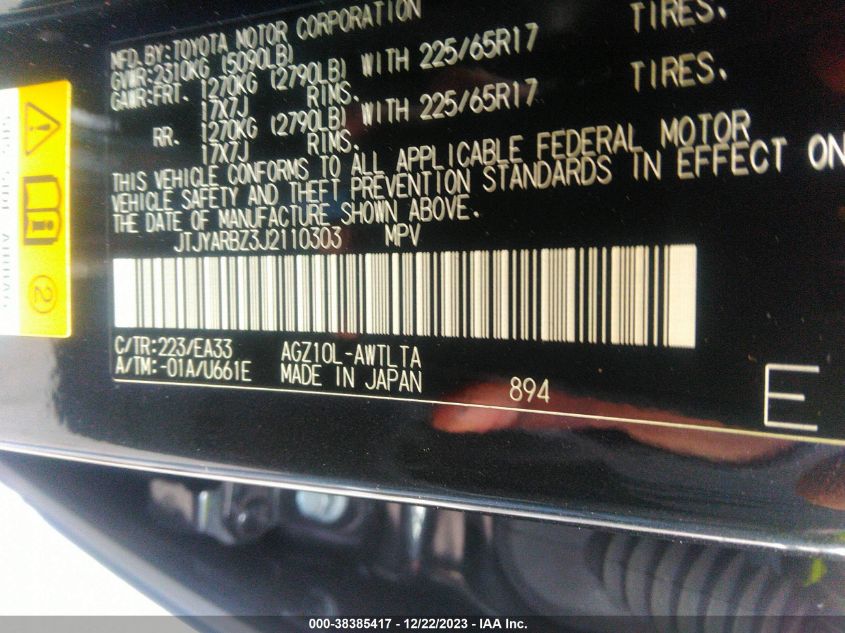 MFD.BY:TOYOTA MOTOR CORPORATION
GVWR:2310KG (5090LB)
GAWR:FRT. 1270KG (2790LB) WITH 225/65R17 TIRES.
17X7J RIMS.
RR. 1270KG (2790LB) WITH 225/65R17 TIRES.
17X7J RIMS.
THIS VEHICLE CONFORMS TO ALL APPLICABLE FEDERAL MOTOR
VEHICLE SAFETY AND THEFT PREVENTION STANDARDS IN EFFECT ON
THE DATE OF MANUFACTURE SHOWN ABOVE.
JTJYARBZ3J2110303 MPV
C/TR:223/EA33 AGZ10L-AWTLTA
A/TM:-01A/U661E MADE IN JAPAN
894
E
2
000-38385417 - 12/22/2023 - IAA Inc.